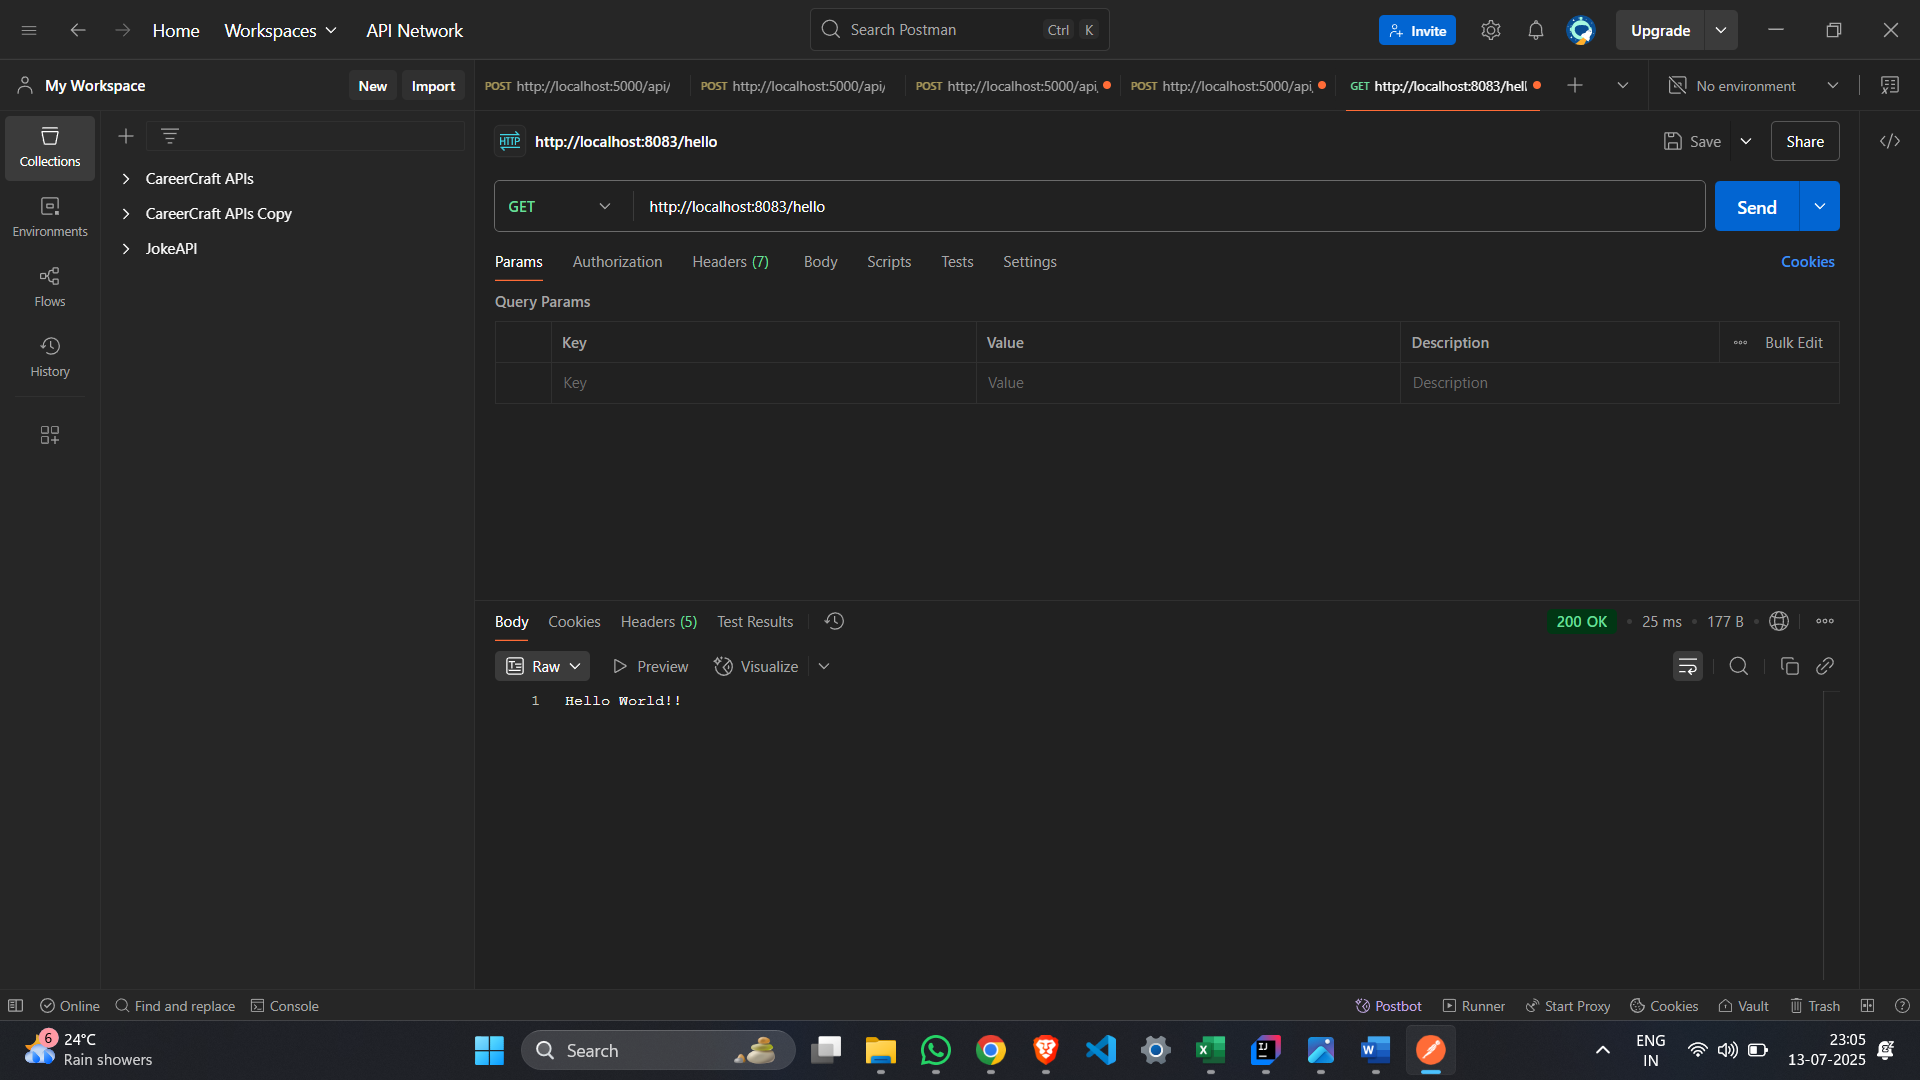 Home
Workspaces
API Network
Search Postman
Ctrl K
Invite
Upgrade
My Workspace
New
Import
POST http://localhost:5000/api/
POST http://localhost:5000/api/
POST http://localhost:5000/api
POST http://localhost:5000/api
GET http://localhost:8083/hell
No environment
Collections
Environments
Flows
History
CareerCraft APIs
CareerCraft APIs Copy
JokeAPI
HTTP http://localhost:8083/hello
Save
Share
GET
http://localhost:8083/hello
Send
Params
Authorization
Headers (7)
Body
Scripts
Tests
Settings
Cookies
Query Params
Key Value Description Bulk Edit
Key Value Description
Body
Cookies
Headers (5)
Test Results
200 OK • 25 ms • 177 B
Raw
Preview
Visualize
1 Hello World!!
Online
Find and replace
Console
Postbot
Runner
Start Proxy
Cookies
Vault
Trash
6
24°C
Rain showers
Search
ENG
IN
23:05
13-07-2025